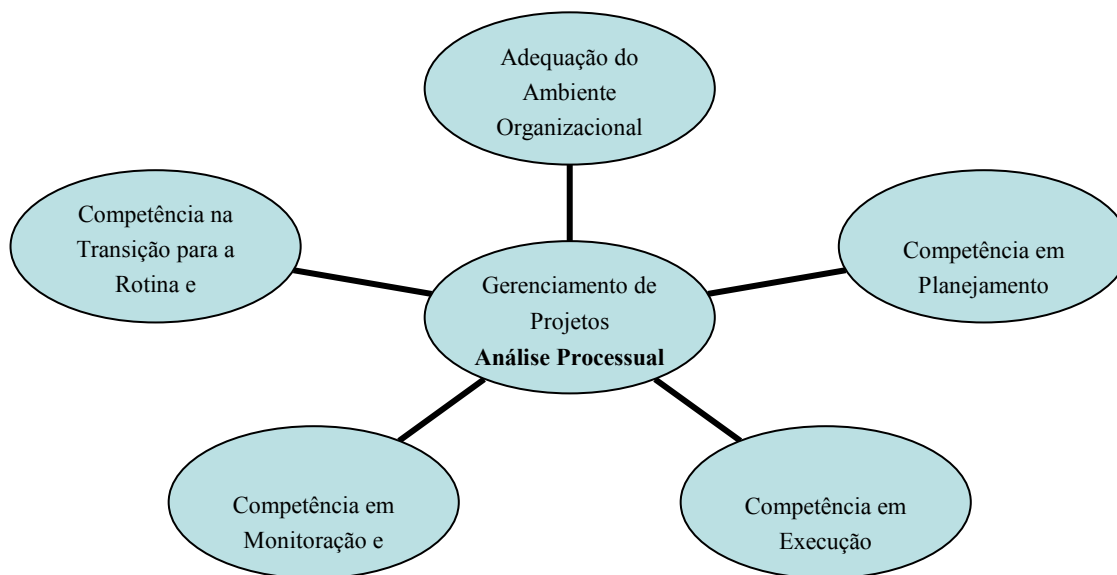 Adequação do
Ambiente
Organizacional
Competência na
Transição para a
Rotina e
Competência em
Planejamento
Gerenciamento de
Projetos
Análise Processual
Competência em
Monitoração e
Competência em
Execução